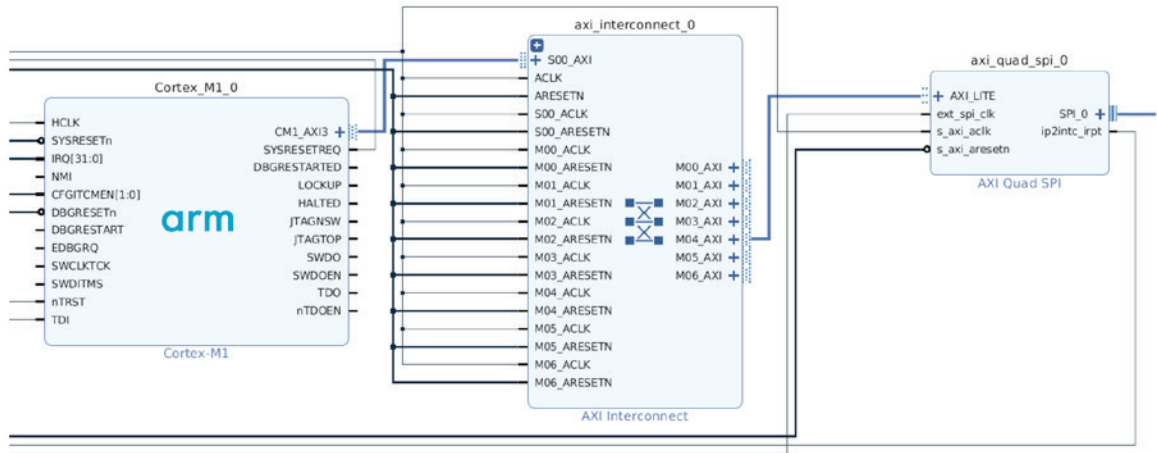 Cortex_M1_0
HCLK
SYSRESETn
IRQ[31:0]
NMI
CFGITCMEN[1:0]
DBGRESETn
DBGRESTART
EDBGRQ
SWCLKTCK
SWDITMS
nTRST
TDI
arm
CM1_AXI3
SYSRESETREQ
DBGRESTARTED
LOCKUP
HALTED
JTAGNSW
JTAGTOP
SWDO
SWDOEN
TDO
nTDOEN
Cortex-M1
axi_interconnect_0
S00_AXI
ACLK
ARESETN
S00_ACLK
S00_ARESETN
M00_ACLK
M00_ARESETN
M01_ACLK
M01_ARESETN
M02_ACLK
M02_ARESETN
M03_ACLK
M03_ARESETN
M04_ACLK
M04_ARESETN
M05_ACLK
M05_ARESETN
M06_ACLK
M06_ARESETN
M00_AXI
M01_AXI
M02_AXI
M03_AXI
M04_AXI
M05_AXI
M06_AXI
AXI Interconnect
axi_quad_spi_0
AXI_LITE
ext_spi_clk
s_axi_aclk
s_axi_aresetn
SPI_0
ip2intc_irpt
AXI Quad SPI